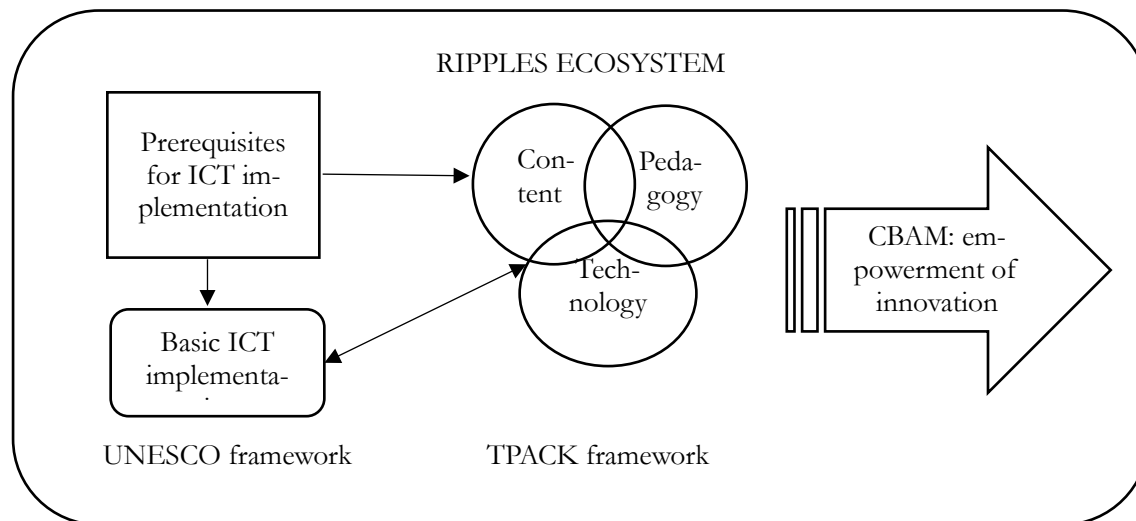 RIPPLES ECOSYSTEM
Prerequisites
for ICT im-
plementation
Con-
tent
Peda-
gogy
Tech-
nology
CBAM: em-
powerment of
innovation
Basic ICT
implementa-
UNESCO framework
TPACK framework